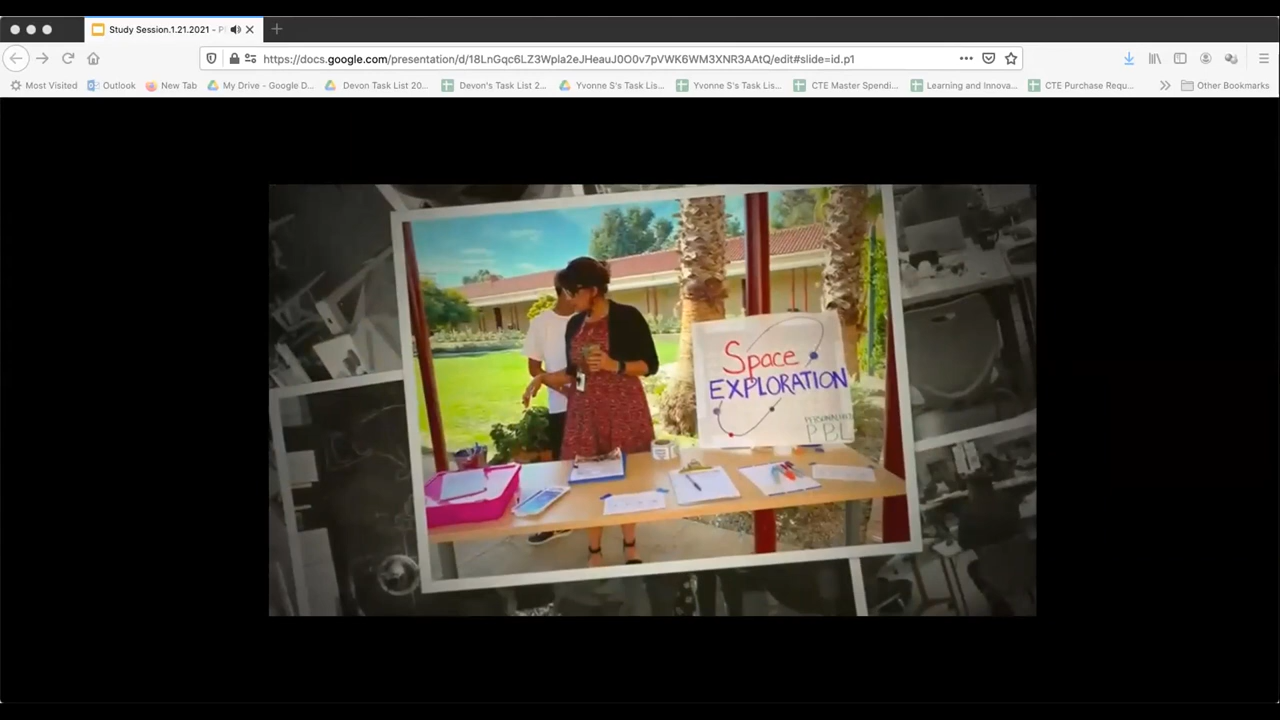 Study Session.1.21.2021 - P
https://docs.google.com/presentation/d/18LnGqc6LZ3Wpla2eJHeauJ0O0v7pVWK6WM3XNR3AAtQ/edit#slide=id.p1
Most Visited Outlook New Tab My Drive - Google D... Devon Task List 20... Devon's Task List 2... Yvonne S's Task Lis... Yvonne S's Task Lis... CTE Master Spendi... Learning and Innova... CTE Purchase Requ... Other Bookmarks
Space
EXPLORATION
PERSONALIZED
PBL